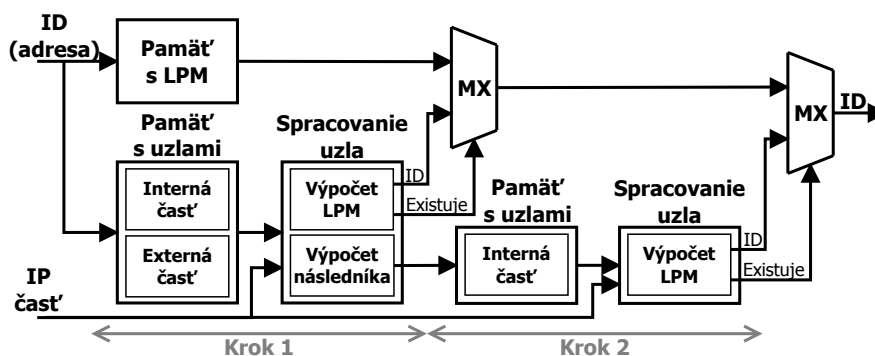 ID
(adresa)
Pamäť
s LPM
MX
MX
ID
Pamäť
s uzlami
Spracovanie
uzla
Interná
časť
Externá
časť
Výpočet
LPM
Výpočet
následníka
ID
Existuje
Pamäť
s uzlami
Interná
časť
Spracovanie
uzla
Výpočet
LPM
ID
Existuje
IP
časť
Krok 1
Krok 2